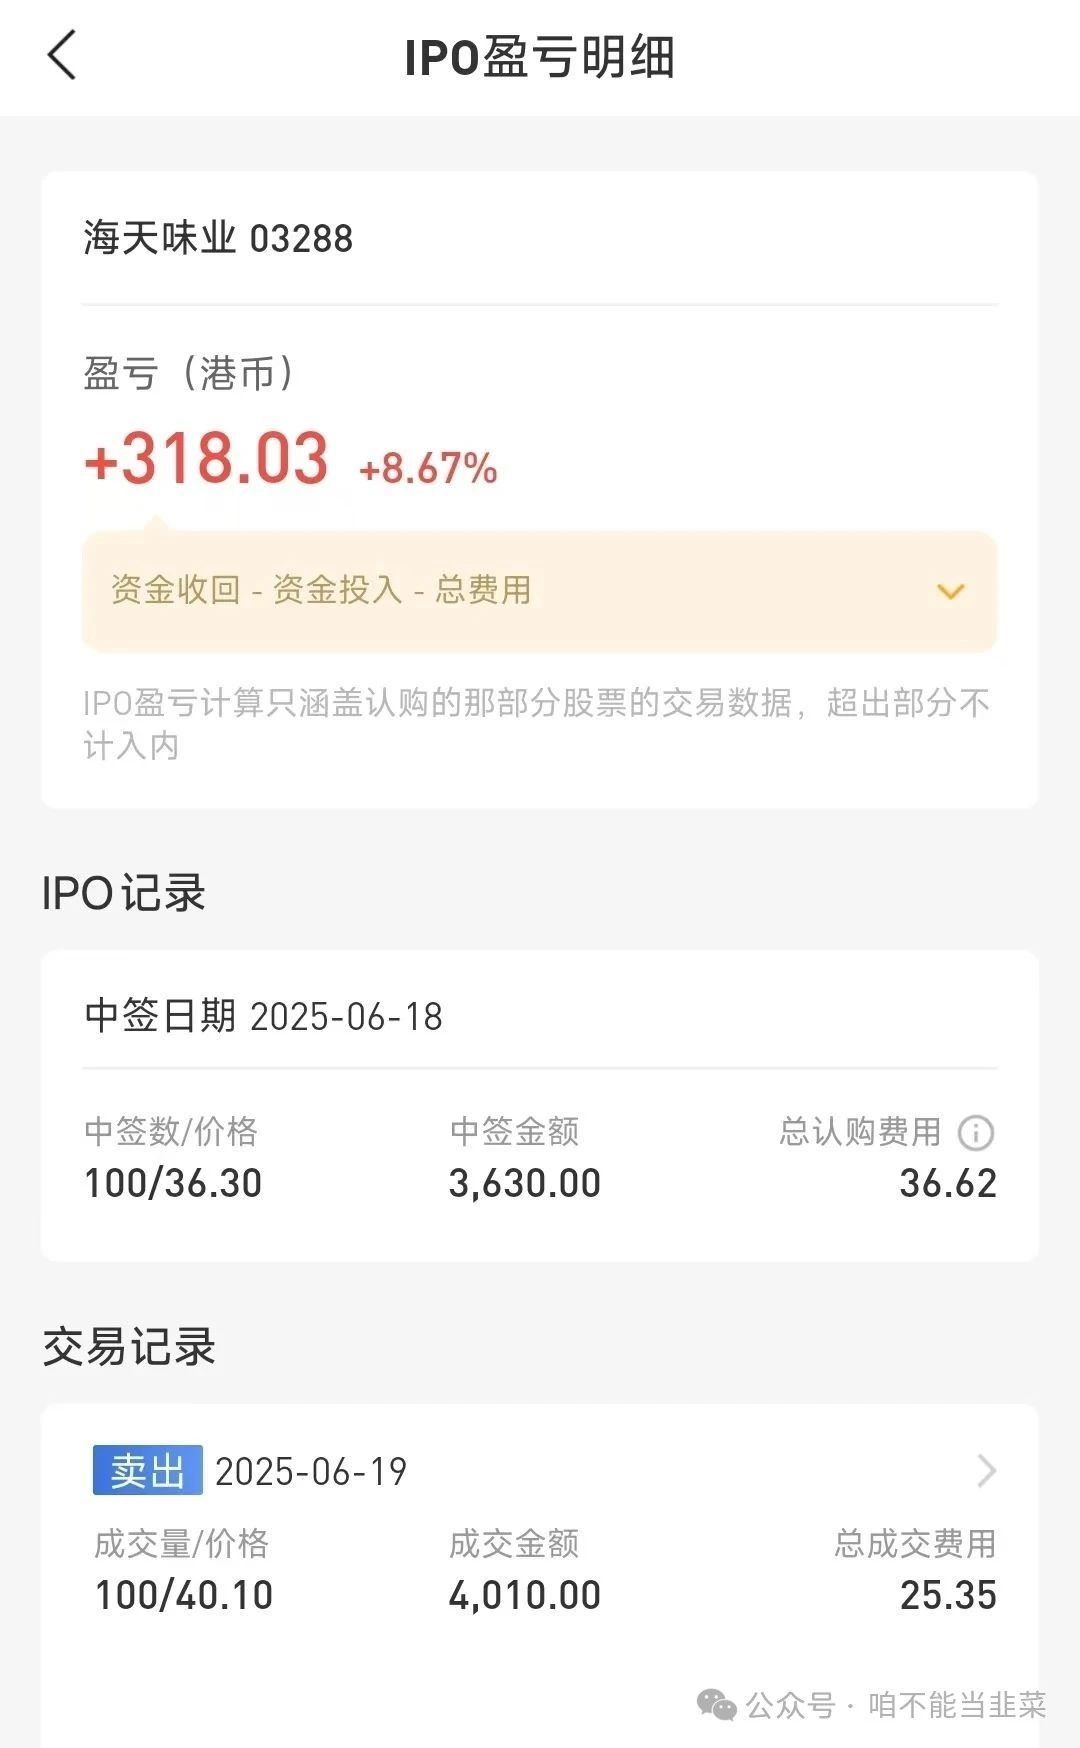 IPO盈亏明细
海天味业 03288
盈亏（港币）
+318.03 +8.67%
资金收回 - 资金投入 - 总费用
IPO盈亏计算只涵盖认购的那部分股票的交易数据，超出部分不
计入内
IPO记录
中签日期 2025-06-18
中签数/价格 中签金额 总认购费用
100/36.30 3,630.00 36.62
交易记录
卖出 2025-06-19
成交量/价格 成交金额 总成交费用
100/40.10 4,010.00 25.35
公众号 · 咱不能当韭菜